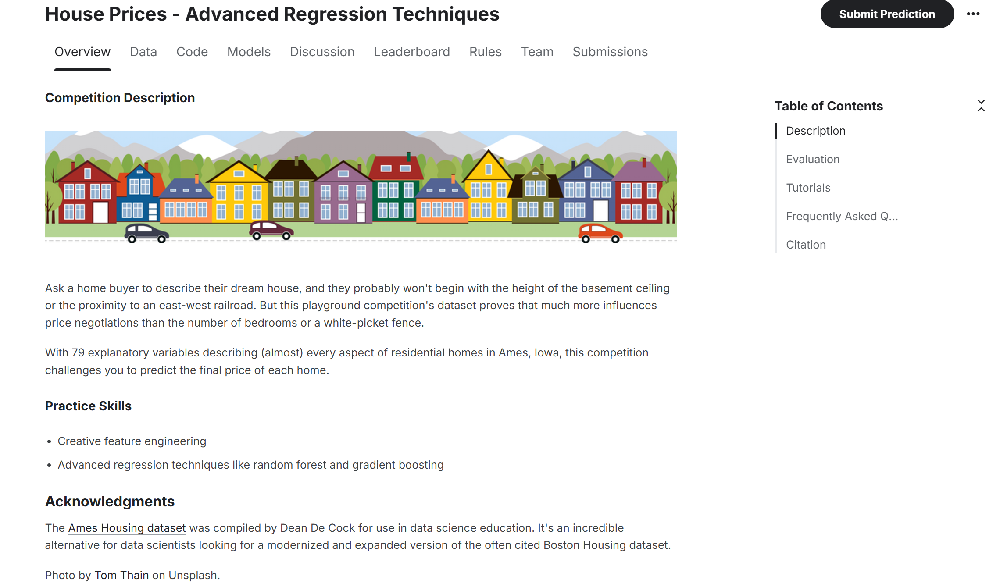 House Prices - Advanced Regression Techniques
Submit Prediction
Overview Data Code Models Discussion Leaderboard Rules Team Submissions
Competition Description
Table of Contents
Description
Evaluation
Tutorials
Frequently Asked Q...
Citation
Ask a home buyer to describe their dream house, and they probably won't begin with the height of the basement ceiling
or the proximity to an east-west railroad. But this playground competition's dataset proves that much more influences
price negotiations than the number of bedrooms or a white-picket fence.
With 79 explanatory variables describing (almost) every aspect of residential homes in Ames, Iowa, this competition
challenges you to predict the final price of each home.
Practice Skills
• Creative feature engineering
• Advanced regression techniques like random forest and gradient boosting
Acknowledgments
The Ames Housing dataset was compiled by Dean De Cock for use in data science education. It's an incredible
alternative for data scientists looking for a modernized and expanded version of the often cited Boston Housing dataset.
Photo by Tom Thain on Unsplash.